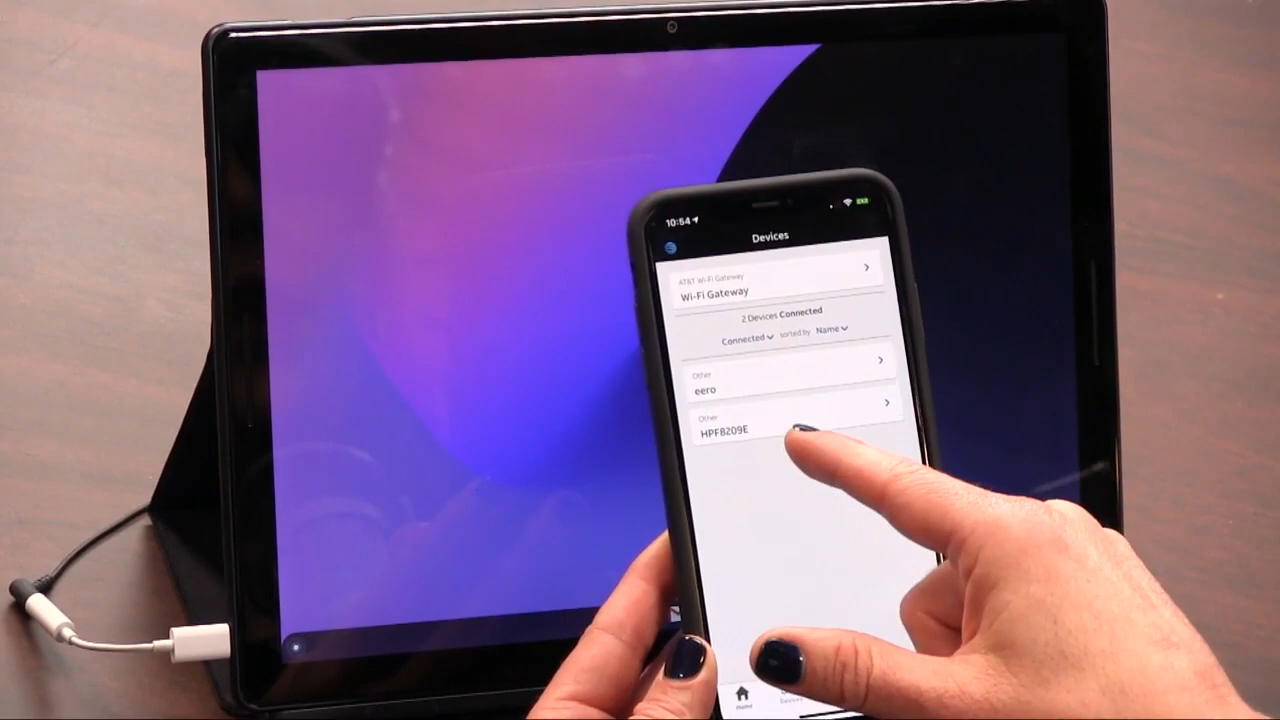 10:54
Devices
AT&T Wi-Fi Gateway
Wi-Fi Gateway
2 Devices Connected
Connected sorted by Name
Other
eero
Other
HPF8209E
Home